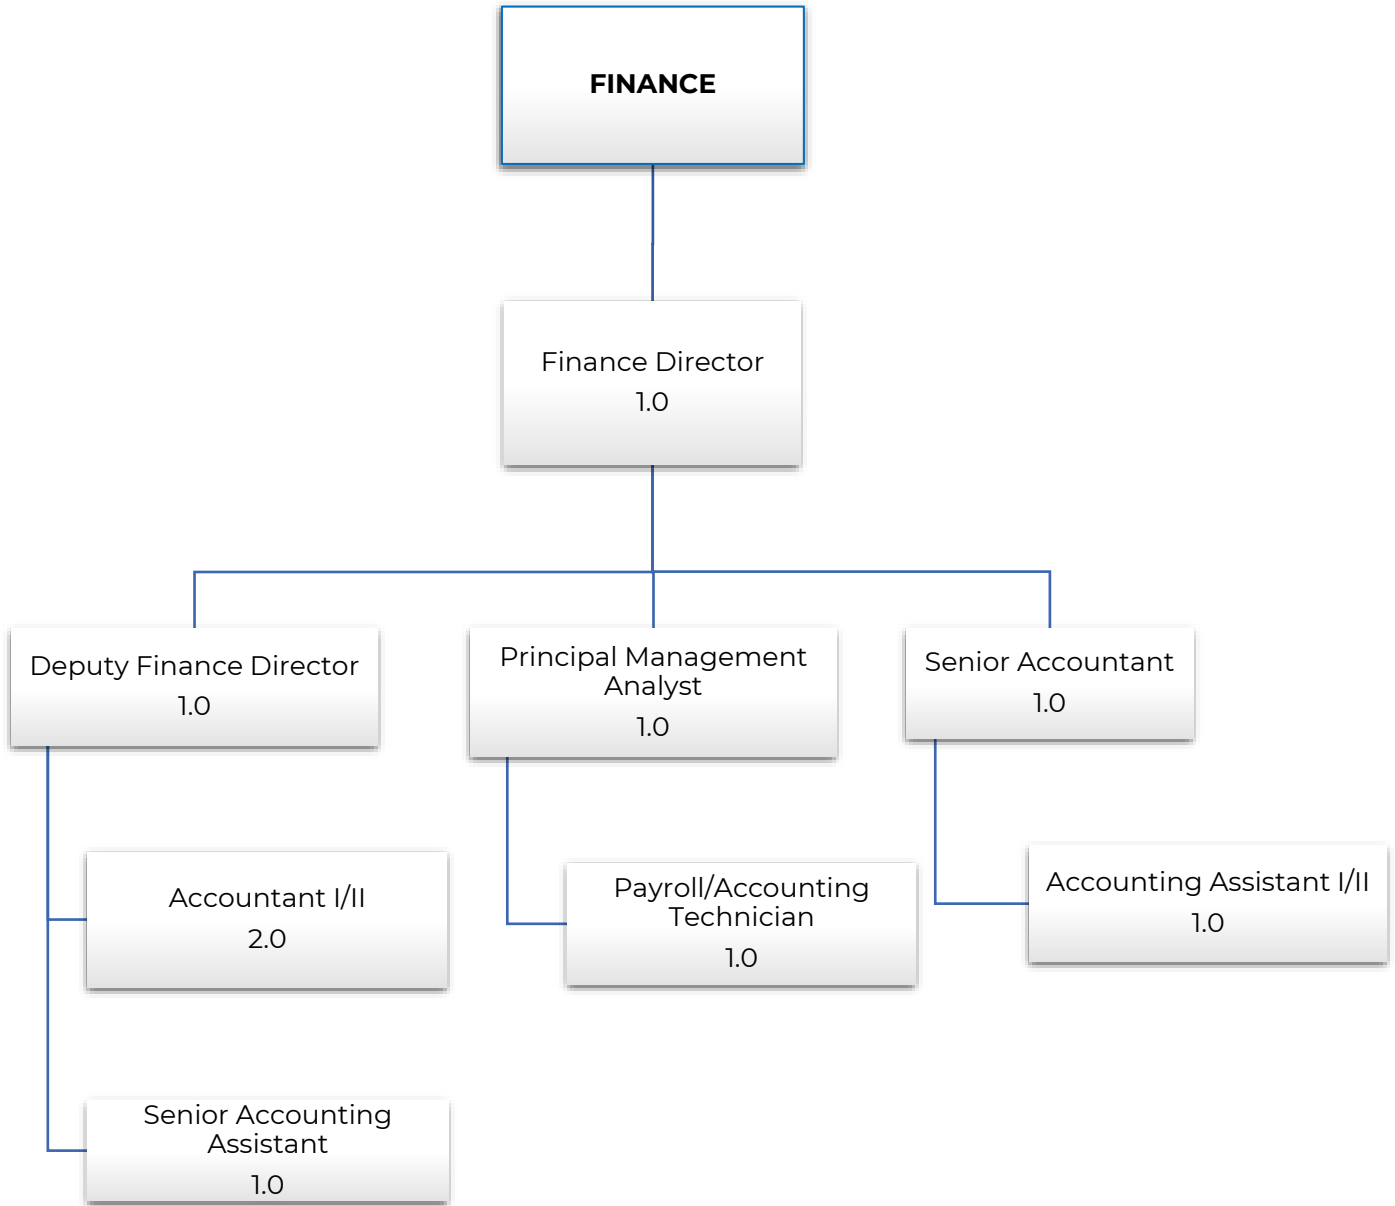 FINANCE
Finance Director
1.0
Deputy Finance Director
1.0
Principal Management
Analyst
1.0
Senior Accountant
1.0
Accountant I/II
2.0
Payroll/Accounting
Technician
1.0
Accounting Assistant I/II
1.0
Senior Accounting
Assistant
1.0